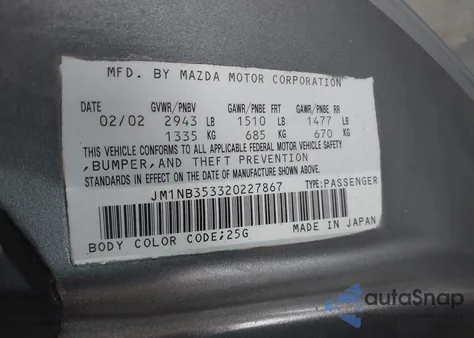 MFD. BY MAZDA MOTOR CORPORATION
DATE GVWR/PNBV GAWR/PNBE FRT GAWR/PNBE RR
02/02 2943 LB 1510 LB 1477 LB
1335 KG 685 KG 670 KG
THIS VEHICLE CONFORMS TO ALL APPLICABLE FEDERAL MOTOR VEHICLE SAFETY
,BUMPER,AND THEFT PREVENTION
STANDARDS IN EFFECT ON THE DATE OF MANUFACTURE SHOWN ABOVE.
JM1NB353320227867 TYPE:PASSENGER
BODY COLOR CODE;25G MADE IN JAPAN
autoSnap